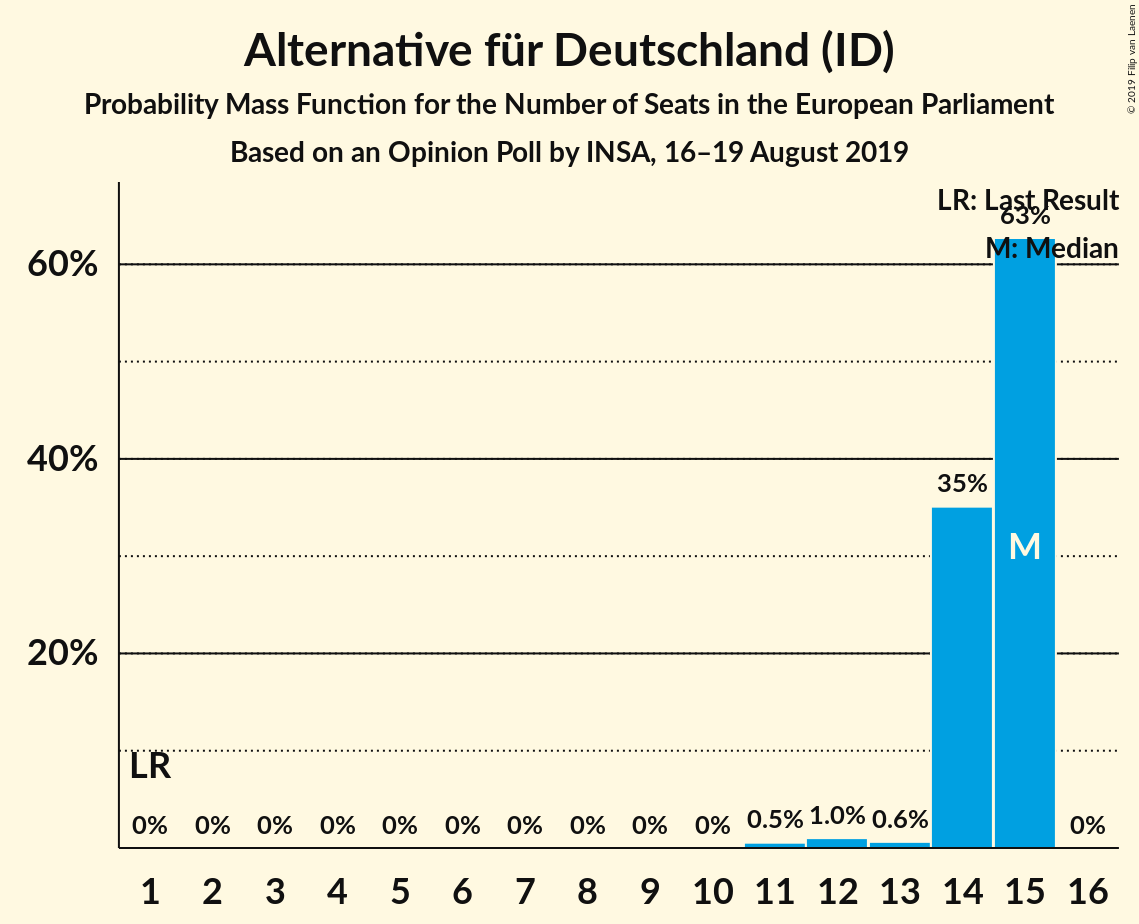 Alternative für Deutschland (ID)
Probability Mass Function for the Number of Seats in the European Parliament
Based on an Opinion Poll by INSA, 16–19 August 2019
© 2019 Filip van Laenen
LR: Last Result
63%
M: Median
60%
40%
35%
M
20%
LR
0% 0% 0% 0% 0% 0% 0% 0% 0% 0% 0.5% 1.0% 0.6% 0%
1 2 3 4 5 6 7 8 9 10 11 12 13 14 15 16